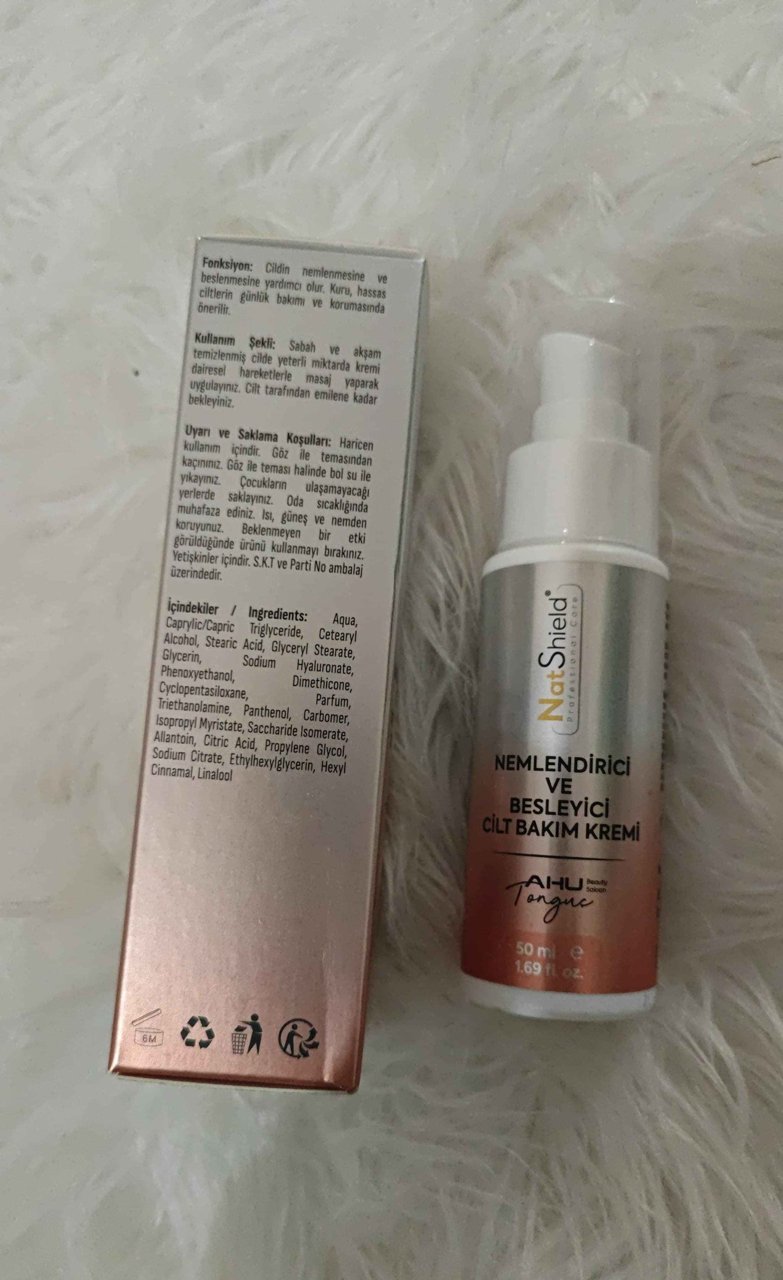 Fonksiyon: Cildin nemlenmesine ve
beslenmesine yardımcı olur. Kuru, hassas
ciltlerin günlük bakımı ve korumasında
önerilir.
Kullanım Şekli: Sabah ve akşam
temizlenmiş cilde yeterli miktarda kremi
dairesel hareketlerle masaj yaparak
uygulayınız. Cilt tarafından emilene kadar
bekleyiniz.
Uyarı ve Saklama Koşulları: Haricen
kullanım içindir. Göz ile temasından
kaçınınız. Göz ile teması halinde bol su ile
yıkayınız. Çocukların ulaşamayacağı
yerlerde saklayınız. Oda sıcaklığında
muhafaza ediniz. Isı, güneş ve nemden
koruyunuz. Beklenmeyen bir etki
görüldüğünde ürünü kullanmayı bırakınız.
Yetişkinler içindir. S.K.T ve Parti No ambalaj
üzerindedir.
İçindekiler / Ingredients: Aqua,
Caprylic/Capric Triglyceride, Cetearyl
Alcohol, Stearic Acid, Glyceryl Stearate,
Glycerin, Sodium Hyaluronate,
Phenoxyethanol, Dimethicone,
Cyclopentasiloxane, Parfum,
Triethanolamine, Panthenol, Carbomer,
Isopropyl Myristate, Saccharide Isomerate,
Allantoin, Citric Acid, Propylene Glycol,
Sodium Citrate, Ethylhexylglycerin, Hexyl
Cinnamal, Linalool
6M
NatShield®
Professional Care
NEMLENDİRİCİ
VE
BESLEYİCİ
CİLT BAKIM KREMİ
AHU Beauty Saloon
Tonguc
50 ml e
1.69 fl. oz.